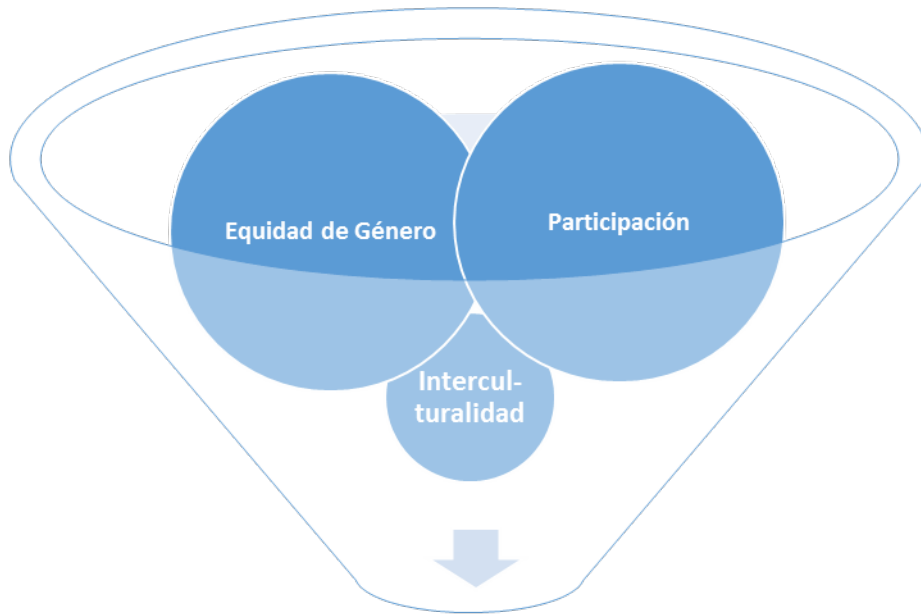 Equidad de Género
Participación
Intercul-
turalidad